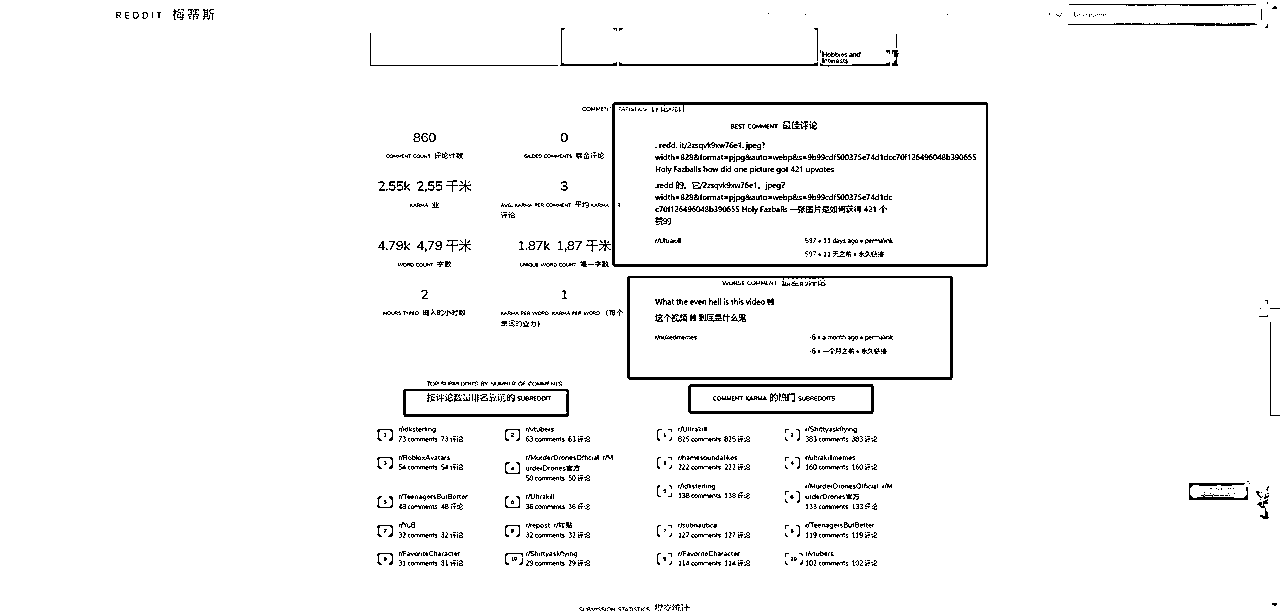 REDDIT 梅蒂斯
Hobbies and
Interests
BEST COMMENT 最佳评论
. redd. it/2zsqvk9xw76e1. jpeg?
width=828&format=pjpg&auto=webp&s=9b99cdf500375e74d1dcc70f126496048b390655
Holy Fazballs how did one picture got 421 upvotes
.redd 的。它/2zsqvk9xw76e1。jpeg?
width=828&format=pjpg&auto=webp&s=9b99cdf500375e74d1dc
c70f126496048b390655 Holy Fazballs 一张图片是如何获得 421 个
赞的
r/Ultrakill
597 • 11 days ago • permalink
597 • 11 天之前 • 永久链接
860
COMMENT COUNT 评论计数
0
GILDED COMMENTS 镀金评论
2.55k 2,55 千米
KARMA 业
3
AVG. KARMA PER COMMENT 平均 KARMA
评论
4.79k 4,79 千米
WORD COUNT 字数
1.87k 1,87 千米
UNIQUE WORD COUNT 唯一字数
2
HOURS TYPED 键入的小时数
1
KARMA PER WORD KARMA PER WORD（每个
单词的业力）
WORSE COMMENT
What the even hell is this video
这个视频 到底是什么鬼
r/nukedmemes
-6 • a month ago • permalink
-6 • 一个月之前 • 永久链接
TOP SUBREDDITS BY NUMBER OF COMMENTS
按评论数量排名靠前的 SUBREDDIT
1 r/idksterling
73 comments 73 评论
2 r/vtubers
63 comments 63 评论
3 r/RobloxAvatars
54 comments 54 评论
4 r/MurderDronesOfficial r/M
urderDrones官方
50 comments 50 评论
5 r/TeenagersButBetter
48 comments 48 评论
6 r/Ultrakill
36 comments 36 评论
7 r/YuB
32 comments 32 评论
8 r/repost r/转贴
32 comments 32 评论
9 r/FavoriteCharacter
31 comments 31 评论
10 r/Shittyaskflying
29 comments 29 评论
COMMENT KARMA 的热门 SUBREDDITS
1 r/Ultrakill
825 comments 825 评论
2 r/Shittyaskflying
383 comments 383 评论
3 r/namesoundalikes
222 comments 222 评论
4 r/ultrakillmemes
160 comments 160 评论
5 r/idksterling
138 comments 138 评论
6 r/MurderDronesOfficial r/M
urderDrones官方
133 comments 133 评论
7 r/subnautica
127 comments 127 评论
8 r/TeenagersButBetter
119 comments 119 评论
9 r/FavoriteCharacter
114 comments 114 评论
10 r/vtubers
102 comments 102 评论
SUBMISSION STATISTICS 提交统计